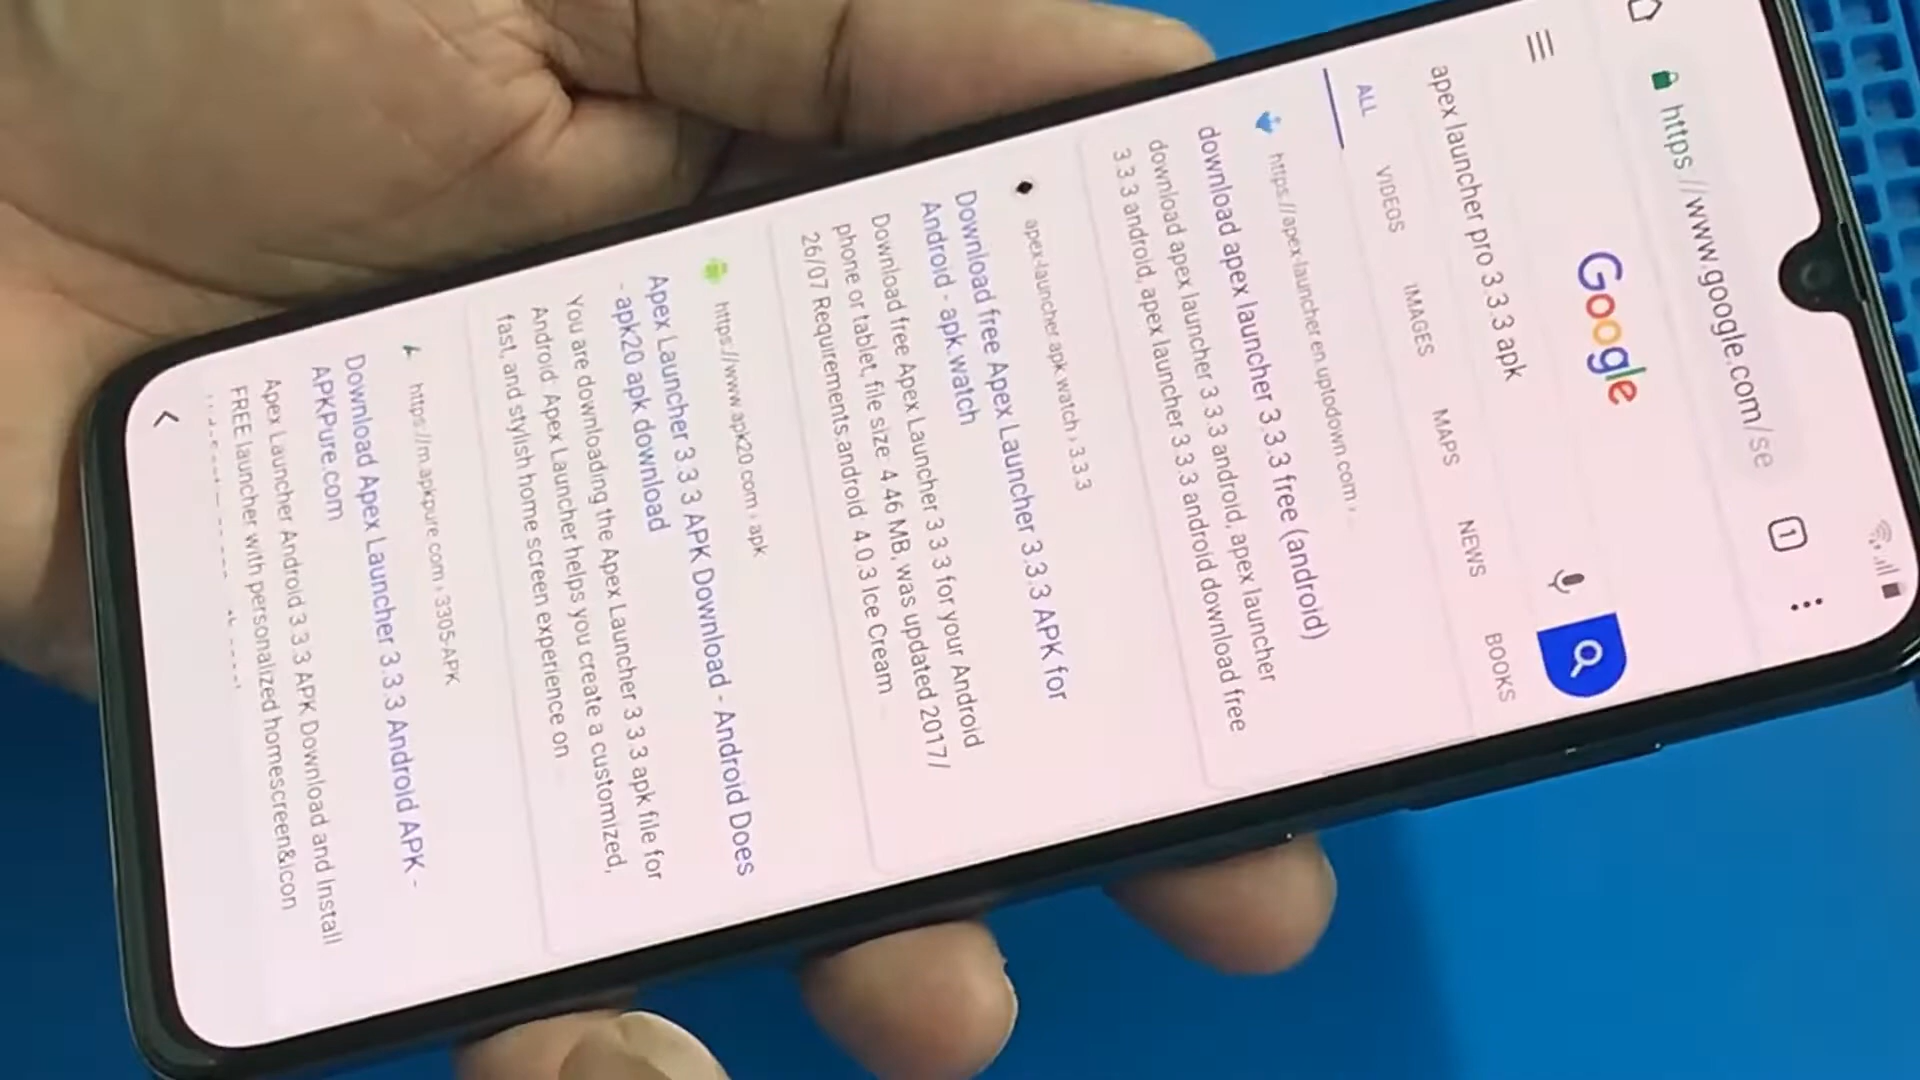 https://www.google.com/se
1
Google
apex launcher pro 3.3.3 apk
ALL VIDEOS IMAGES MAPS NEWS BOOKS
https://apex-launcher.en.uptodown.com › ...
download apex launcher 3.3.3 free (android)
download apex launcher 3.3.3 android, apex launcher
3.3.3 android, apex launcher 3.3.3 android download free
apex-launcher.apk.watch › 3.3.3
Download free Apex Launcher 3.3.3 APK for
Android - apk.watch
Download free Apex Launcher 3.3.3 for your Android
phone or tablet, file size: 4.46 MB, was updated 2017/
26/07 Requirements:android: 4.0.3 Ice Cream
https://www.apk20.com › apk
Apex Launcher 3.3.3 APK Download - Android Does
- apk20 apk download
You are downloading the Apex Launcher 3.3.3 apk file for
Android: Apex Launcher helps you create a customized,
fast, and stylish home screen experience on
https://m.apkpure.com › 3305-APK
Download Apex Launcher 3.3.3 Android APK -
APKPure.com
Apex Launcher Android 3.3.3 APK Download and Install
FREE launcher with personalized homescreen&icon